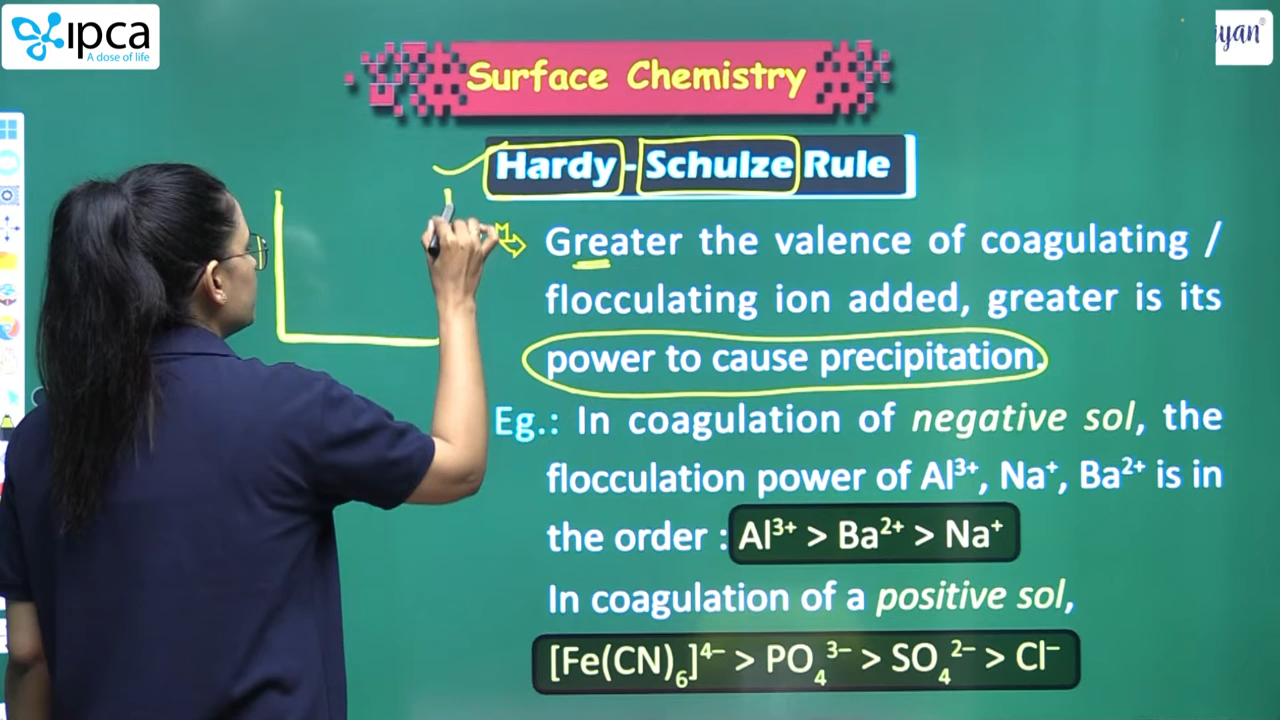 ipca
A dose of life
yan®
Surface Chemistry
Hardy-Schulze Rule
Greater the valence of coagulating /
flocculating ion added, greater is its
power to cause precipitation.
Eg.: In coagulation of negative sol, the
flocculation power of Al³⁺, Na⁺, Ba²⁺ is in
the order : Al³⁺ > Ba²⁺ > Na⁺
In coagulation of a positive sol,
[Fe(CN)₆]⁴⁻ > PO₄³⁻ > SO₄²⁻ > Cl⁻